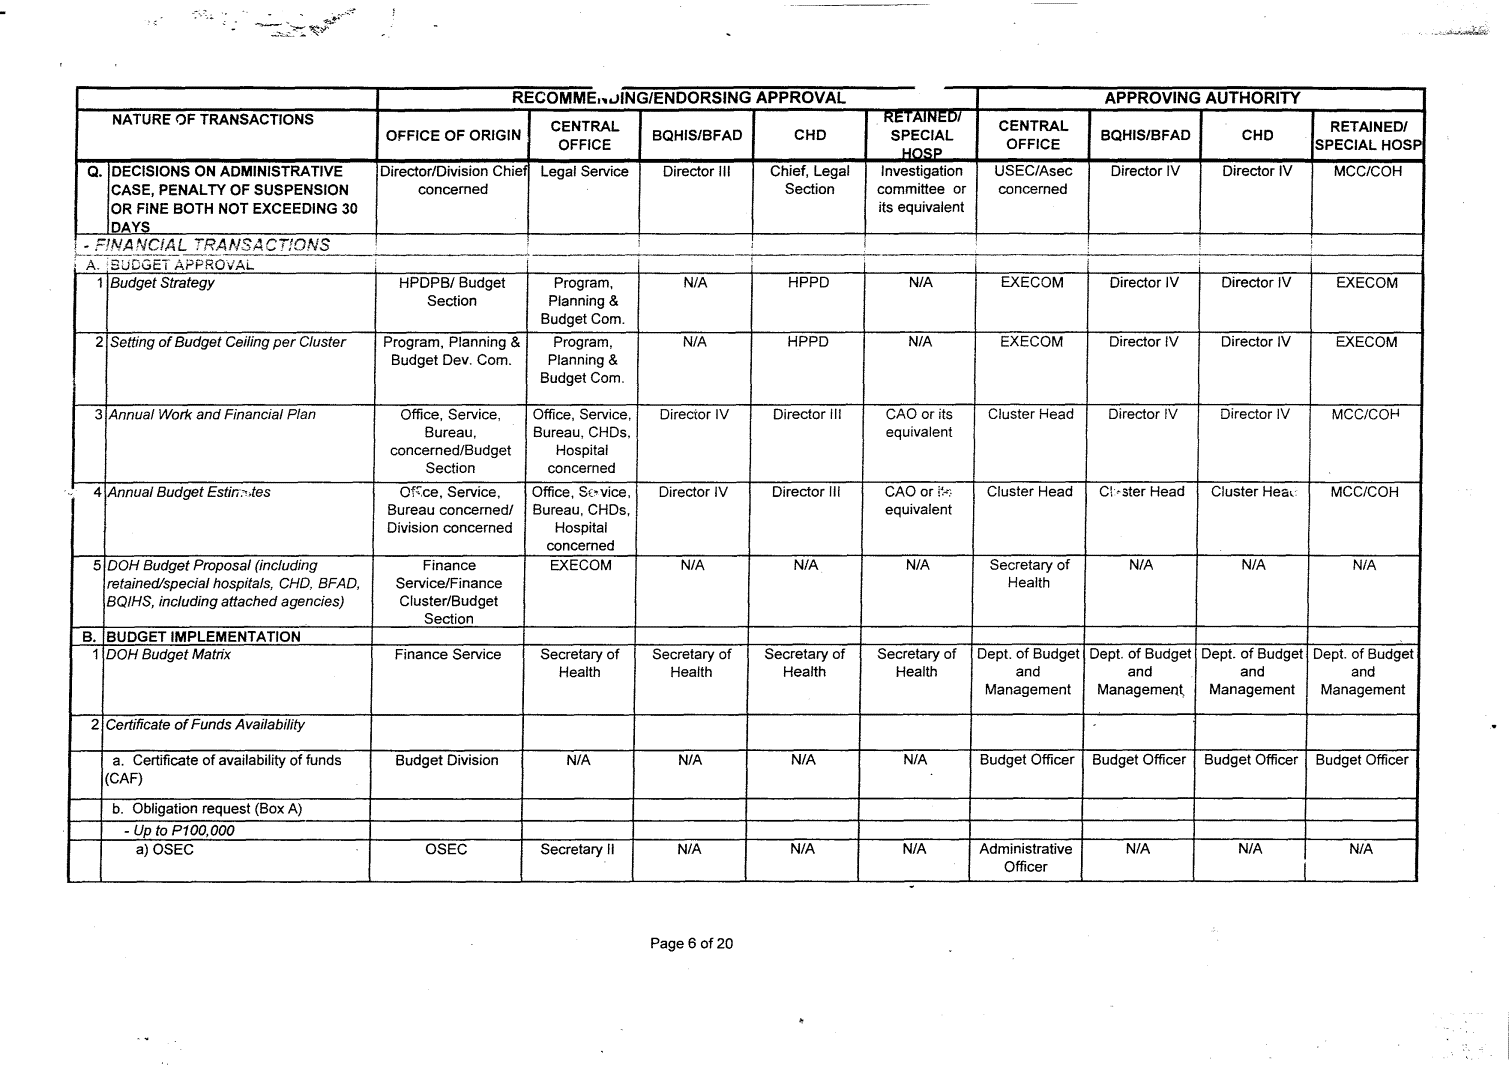 RECOMMENDING/ENDORSING APPROVAL APPROVING AUTHORITY
NATURE OF TRANSACTIONS OFFICE OF ORIGIN CENTRAL OFFICE BQHIS/BFAD CHD RETAINED/ SPECIAL HOSP CENTRAL OFFICE BQHIS/BFAD CHD RETAINED/ SPECIAL HOSP
Q. DECISIONS ON ADMINISTRATIVE Director/Division Chief Legal Service Director III Chief, Legal Investigation USEC/Asec Director IV Director IV MCC/COH
CASE, PENALTY OF SUSPENSION concerned Section committee or concerned
OR FINE BOTH NOT EXCEEDING 30 its equivalent
DAYS
- FINANCIAL TRANSACTIONS
A. BUDGET APPROVAL
1 Budget Strategy HPDPB/ Budget Program, N/A HPPD N/A EXECOM Director IV Director IV EXECOM
Section Planning &
Budget Com.
2 Setting of Budget Ceiling per Cluster Program, Planning & Program, N/A HPPD N/A EXECOM Director IV Director IV EXECOM
Budget Dev. Com. Planning &
Budget Com.
3 Annual Work and Financial Plan Office, Service, Office, Service, Director IV Director III CAO or its Cluster Head Director IV Director IV MCC/COH
Bureau, Bureau, CHDs, equivalent
concerned/Budget Hospital
Section concerned
4 Annual Budget Estimates Office, Service, Office, Service, Director IV Director III CAO or its Cluster Head Cluster Head Cluster Head MCC/COH
Bureau concerned/ Bureau, CHDs, equivalent
Division concerned Hospital
concerned
5 DOH Budget Proposal (including Finance EXECOM N/A N/A N/A Secretary of N/A N/A N/A
retained/special hospitals, CHD, BFAD, Service/Finance Health
BQIHS, including attached agencies) Cluster/Budget
Section
B. BUDGET IMPLEMENTATION
1 DOH Budget Matrix Finance Service Secretary of Secretary of Secretary of Secretary of Dept. of Budget Dept. of Budget Dept. of Budget Dept. of Budget
Health Health Health Health and and and and
Management Management Management Management
2 Certificate of Funds Availability
a. Certificate of availability of funds Budget Division N/A N/A N/A N/A Budget Officer Budget Officer Budget Officer Budget Officer
(CAF)
b. Obligation request (Box A)
- Up to P100,000
a) OSEC OSEC Secretary II N/A N/A N/A Administrative N/A N/A N/A
Officer
Page 6 of 20